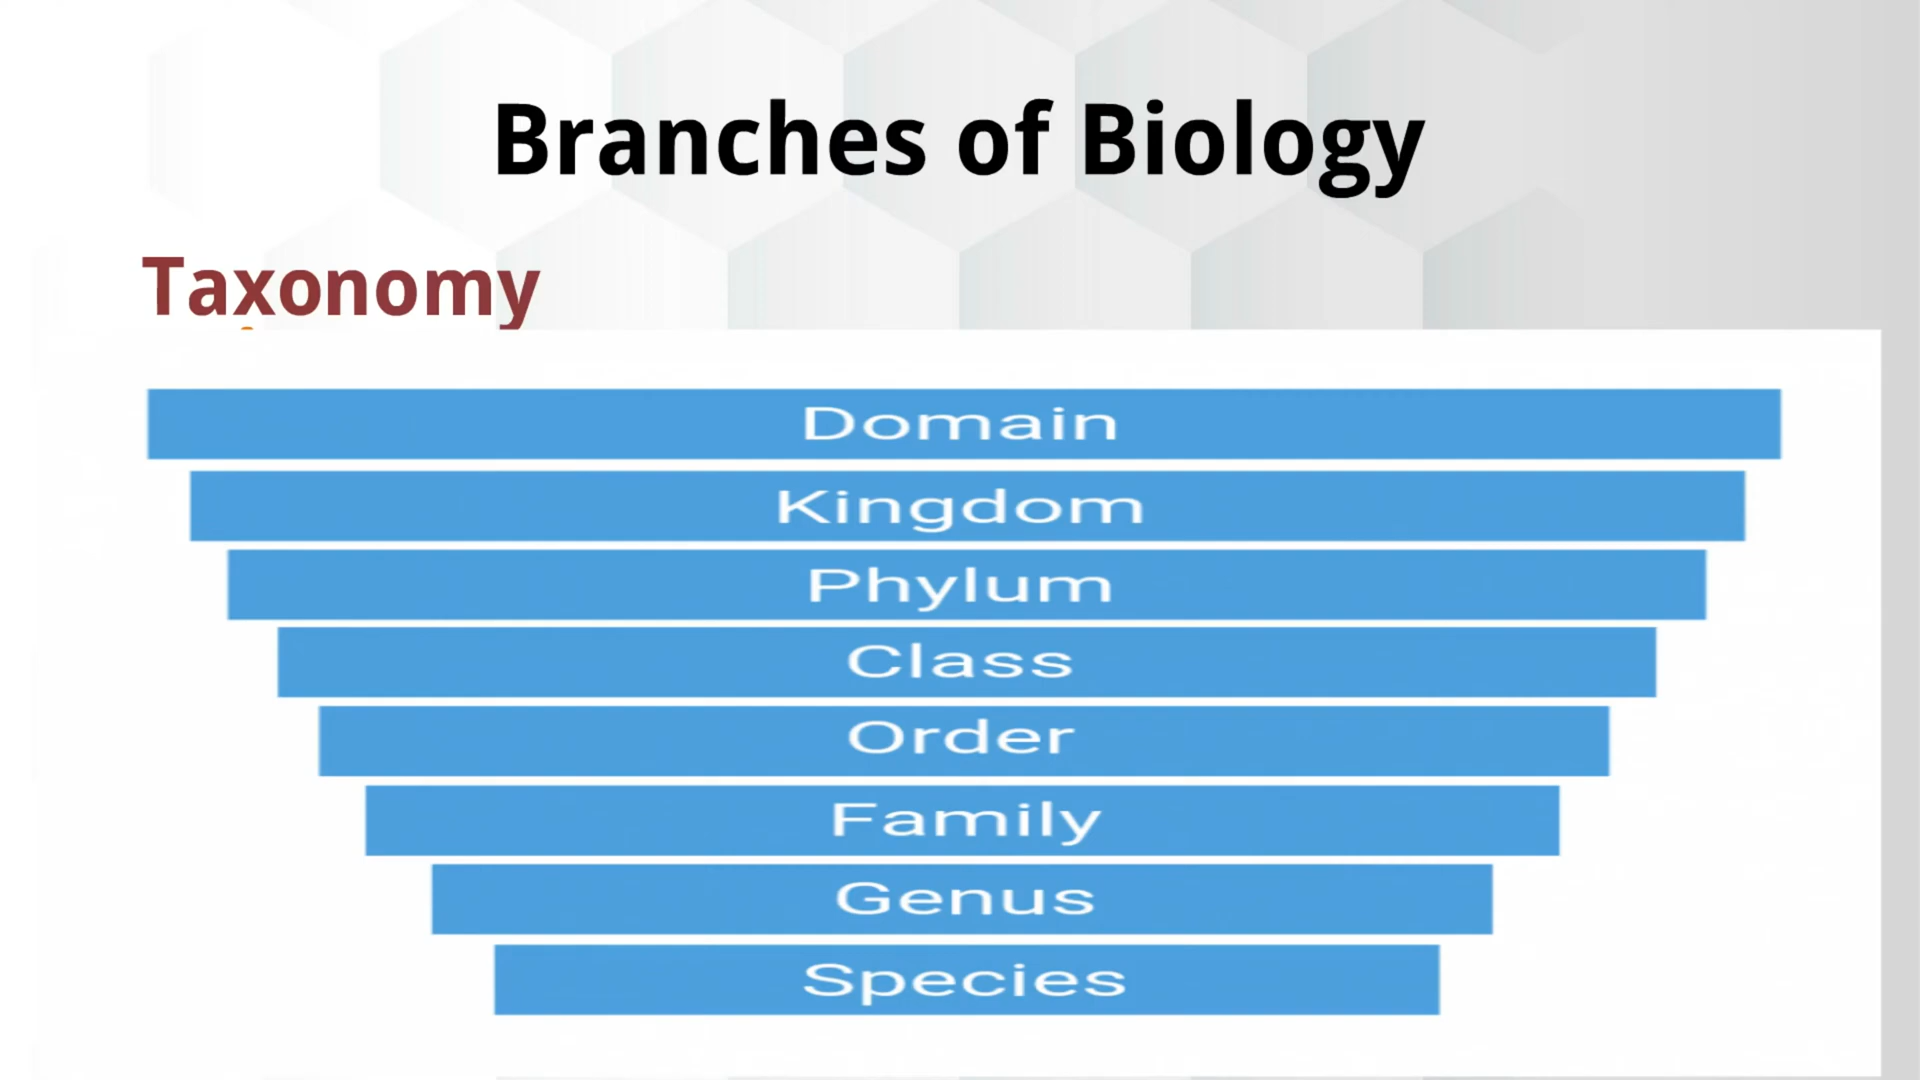 Branches of Biology
Taxonomy
Domain
Kingdom
Phylum
Class
Order
Family
Genus
Species